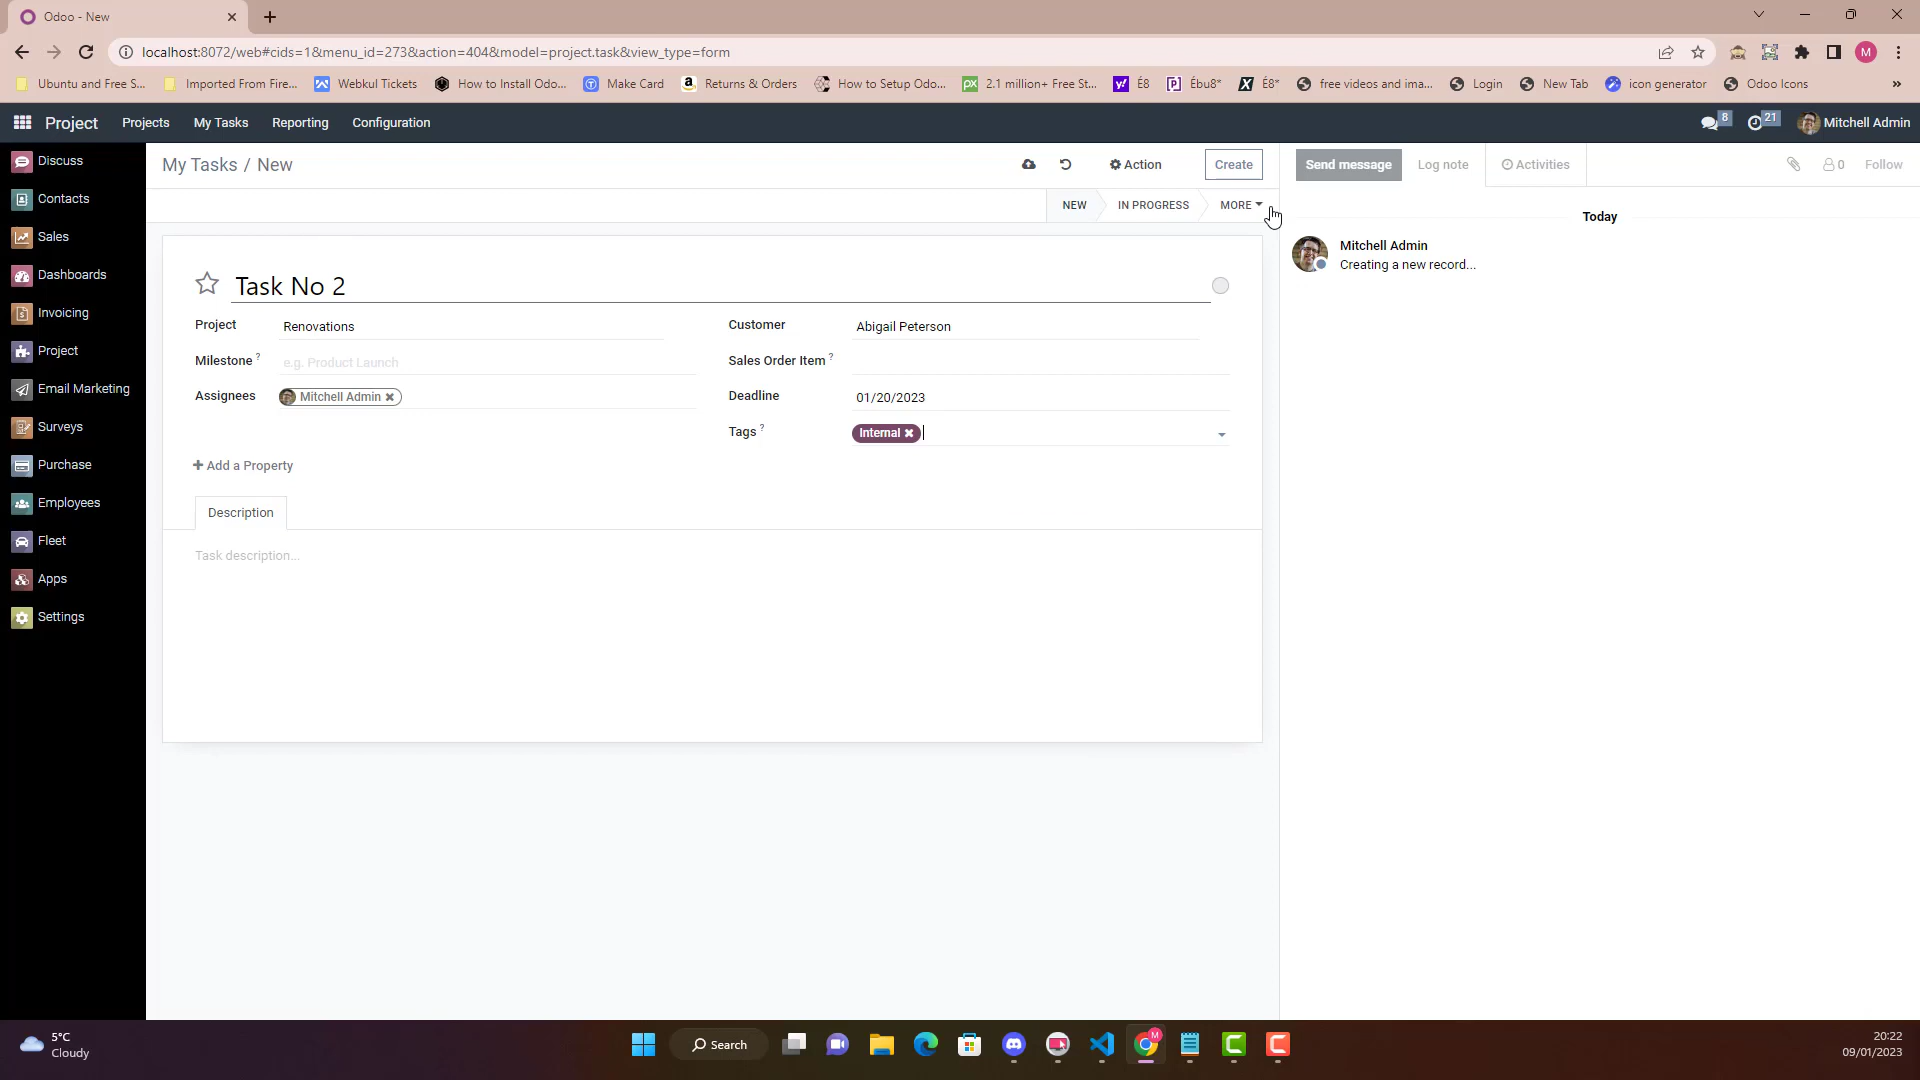 Odoo - New
localhost:8072/web#cids=1&menu_id=273&action=404&model=project.task&view_type=form
M
Ubuntu and Free S...
Imported From Fire...
Webkul Tickets
How to Install Odoo...
Make Card
Returns & Orders
How to Setup Odoo...
2.1 million+ Free St...
É8
Ébu8*
É8*
free videos and ima...
Login
New Tab
icon generator
Odoo Icons
»
Project
Projects
My Tasks
Reporting
Configuration
8
21
Mitchell Admin
Discuss
Contacts
Sales
Dashboards
Invoicing
Project
Email Marketing
Surveys
Purchase
Employees
Fleet
Apps
Settings
My Tasks / New
Action
Create
NEW
IN PROGRESS
MORE
Task No 2
Project
Renovations
Milestone ?
e.g. Product Launch
Assignees
Mitchell Admin
Customer
Abigail Peterson
Sales Order Item ?
Deadline
01/20/2023
Tags ?
Internal
+ Add a Property
Description
Task description...
Send message
Log note
Activities
0
Follow
Today
Mitchell Admin
Creating a new record...
5°C
Cloudy
Search
M
20:22
09/01/2023